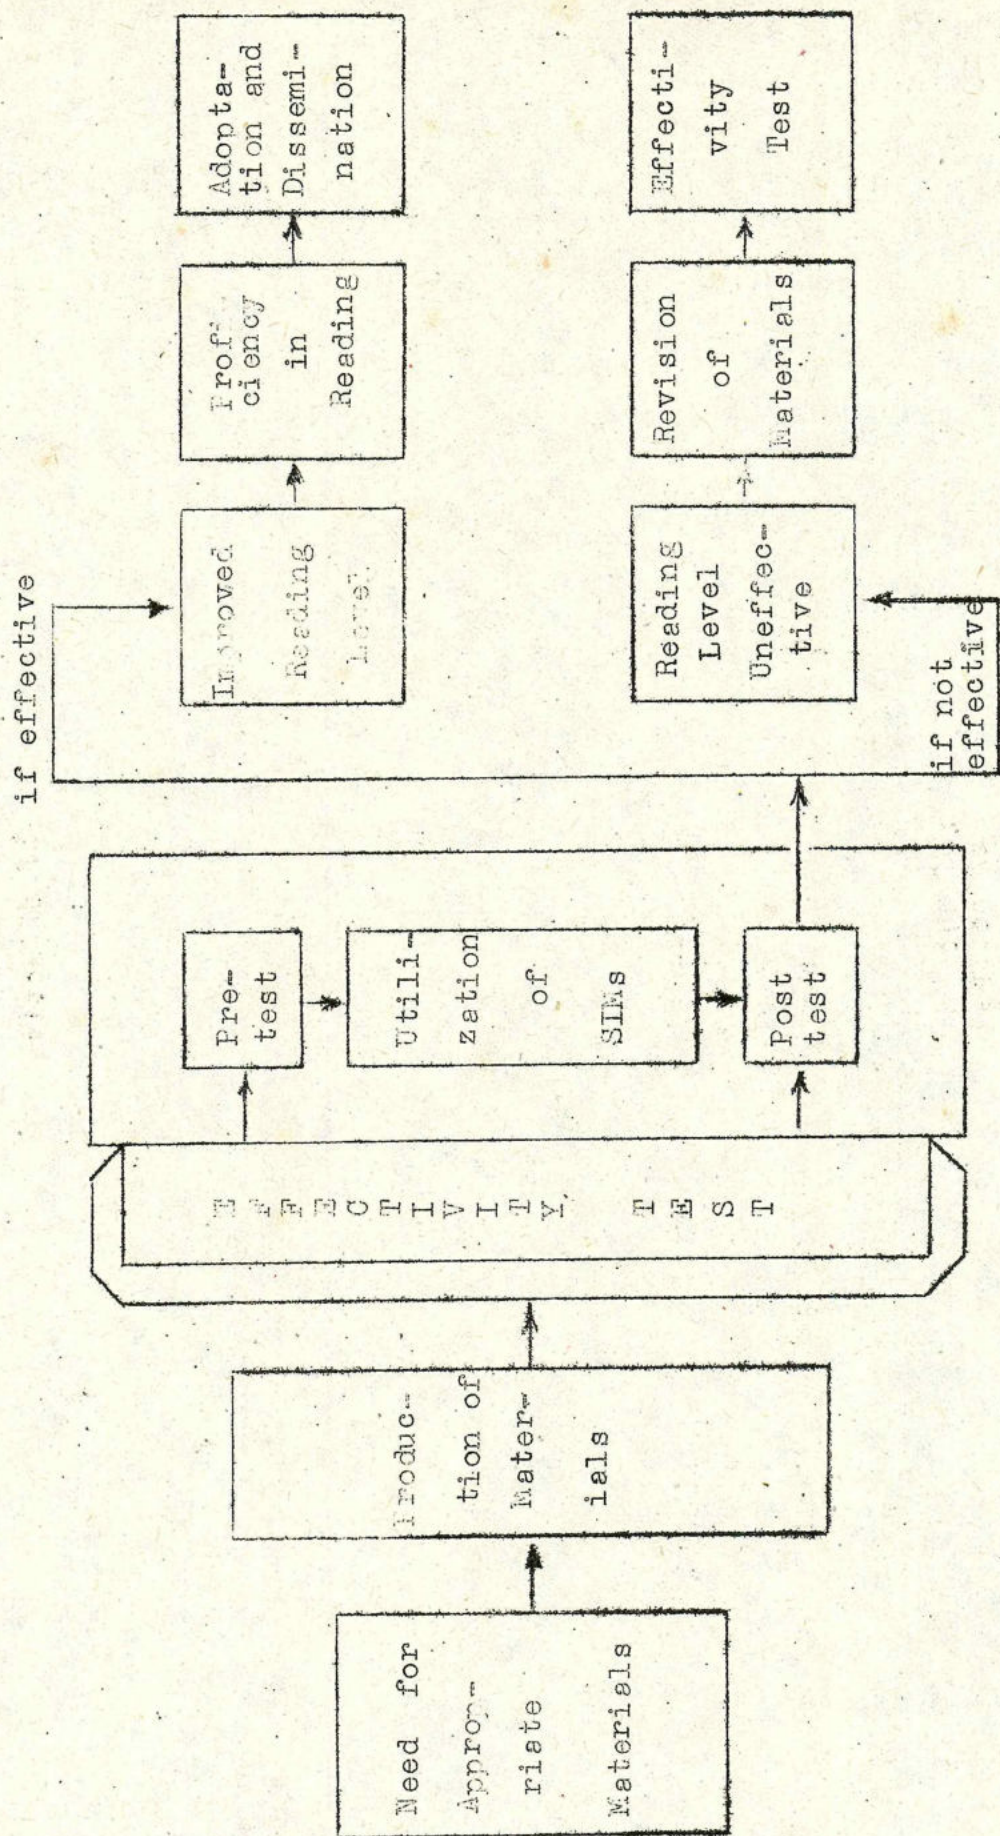 Need for
Approp-
riate
Materials
Produc-
tion of
Mater-
ials
EFFECTIVITY TEST
Pre-
test
Utili-
zation
of
SIMs
Post
test
if effective
Improved
Reading
Level
Profi-
ciency
in
Reading
Adopta-
tion and
Dissemi-
nation
if not
effective
Reading
Level
Uneffec-
tive
Revision
of
Materials
Effecti-
vity
Test